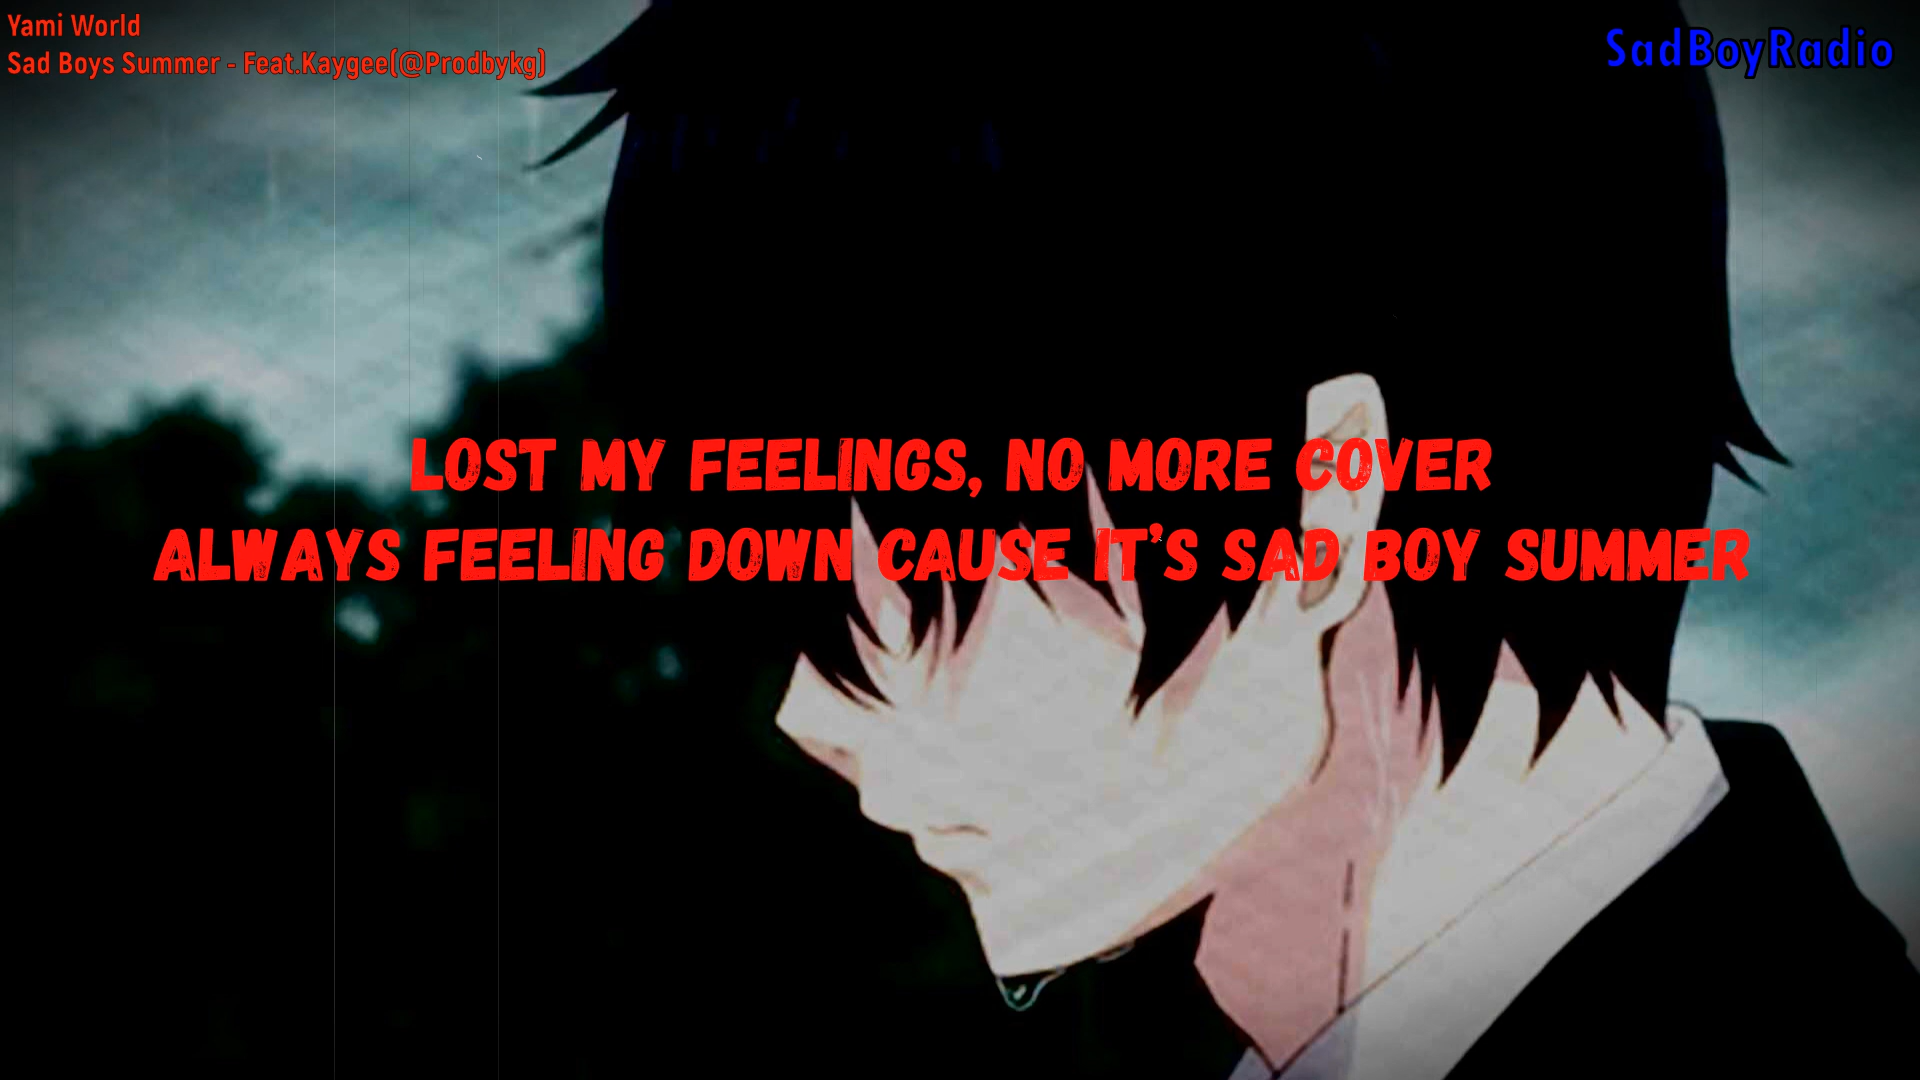 Yami World
Sad Boys Summer - Feat.Kaygee(@Prodbykg)
SadBoyRadio
LOST MY FEELINGS, NO MORE COVER
ALWAYS FEELING DOWN CAUSE IT'S SAD BOY SUMMER